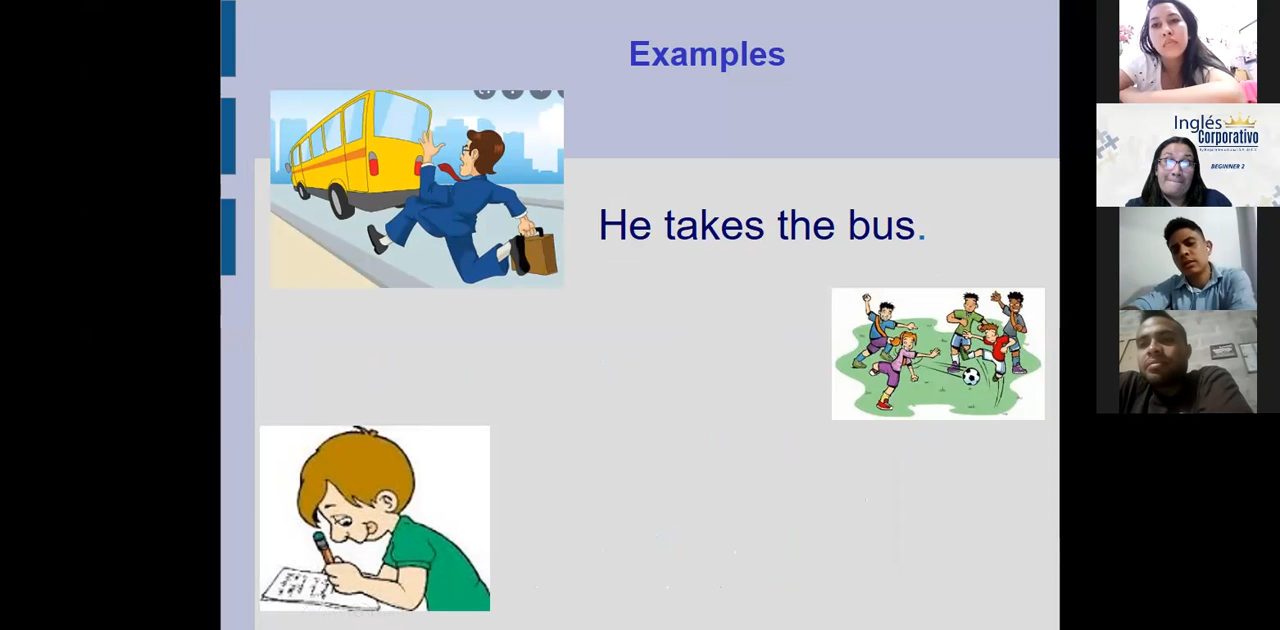 Examples
He takes the bus.
Inglés
Corporativo
BEGINNER 2